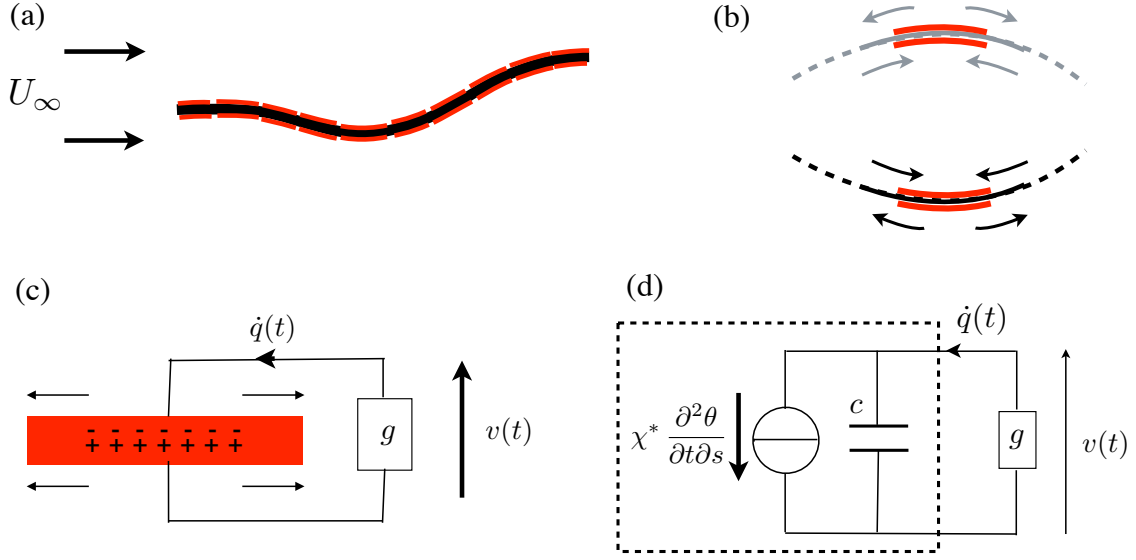 (a)
U∞
(b)
(c)
q̇(t)
- - - - - - -
+ + + + + + +
g
v(t)
(d)
q̇(t)
χ* ∂²θ/∂t∂s
c
g
v(t)